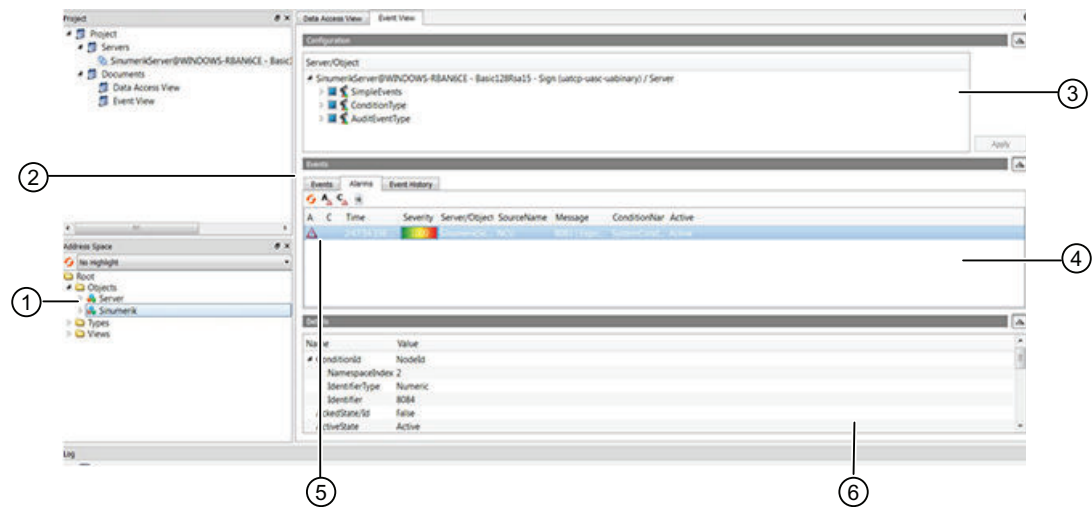 Project
Data Access View Event View
Project
Servers
SinumerikServer@WINDOWS-RBAN6CE - Basic1
Documents
Data Access View
Event View
Configuration
Server/Object
SinumerikServer@WINDOWS-RBAN6CE - Basic128Rsa15 - Sign (uatcp-uasc-uabinary) / Server
SimpleEvents
ConditionType
AuditEventType
Apply
3
2
Events
Events Alarms Event History
A C
A C Time Severity Server/Object SourceName Message ConditionNar Active
NCU Active
4
Address Space
No Highlight
Root
Objects
Server
Sinumerik
Types
Views
1
Details
Name Value
ConditionId NodeId
NamespaceIndex 2
IdentifierType Numeric
Identifier 8084
AckedState/Id false
ActiveState Active
Log
5
6